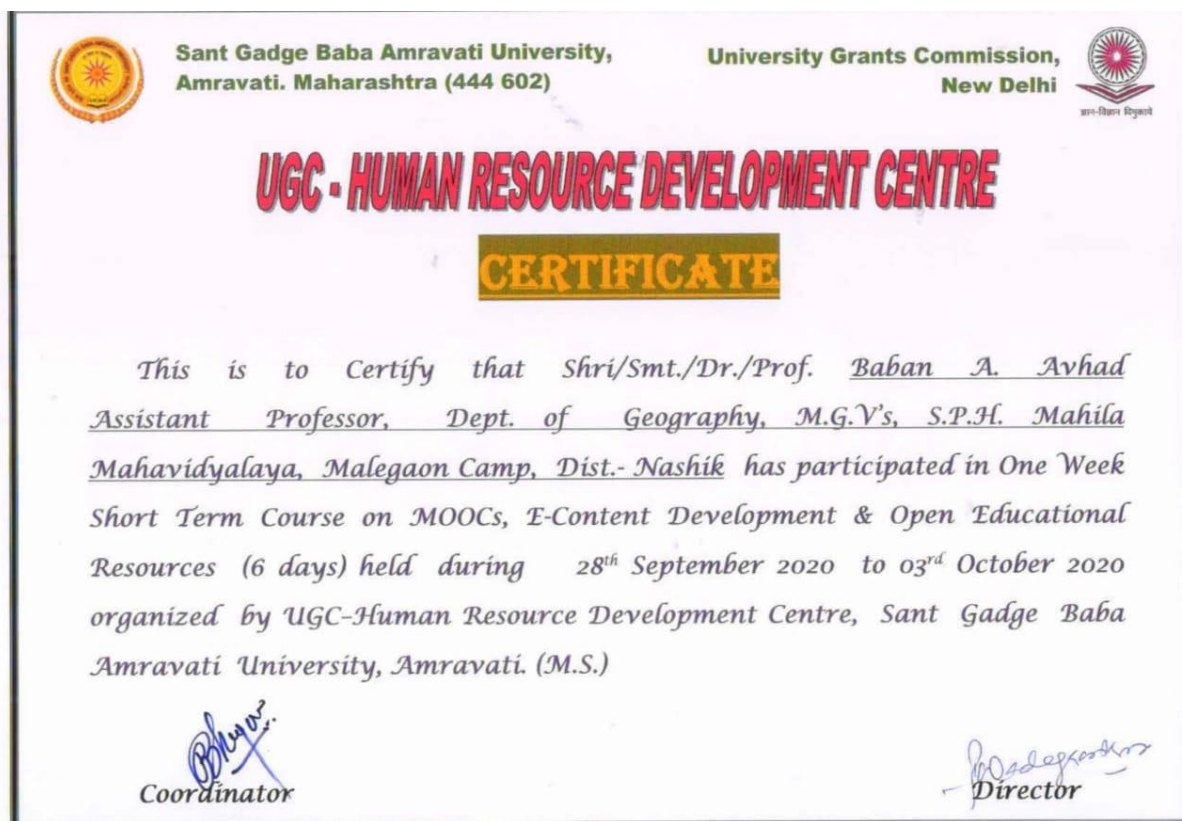 Sant Gadge Baba Amravati University,
Amravati. Maharashtra (444 602)
University Grants Commission,
New Delhi
ज्ञान-विज्ञान विमुक्तये
UGC - HUMAN RESOURCE DEVELOPMENT CENTRE
CERTIFICATE
This is to Certify that Shri/Smt./Dr./Prof. Baban A. Avhad
Assistant Professor, Dept. of Geography, M.G.V's, S.P.H. Mahila
Mahavidyalaya, Malegaon Camp, Dist.- Nashik has participated in One Week
Short Term Course on MOOCs, E-Content Development & Open Educational
Resources (6 days) held during 28th September 2020 to 03rd October 2020
organized by UGC-Human Resource Development Centre, Sant Gadge Baba
Amravati University, Amravati. (M.S.)
Coordinator
Director